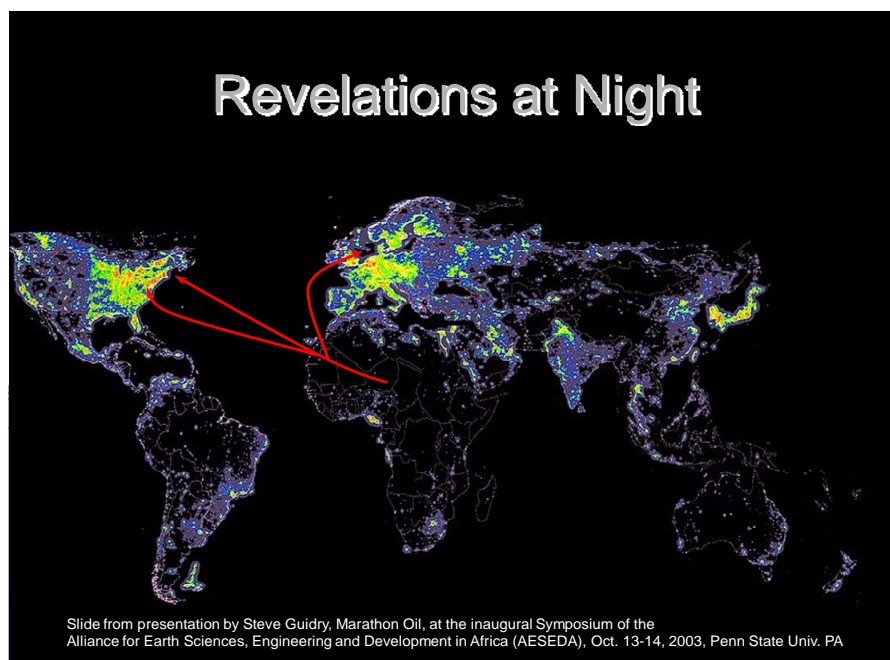 Revelations at Night
Slide from presentation by Steve Guidry, Marathon Oil, at the inaugural Symposium of the
Alliance for Earth Sciences, Engineering and Development in Africa (AESEDA), Oct. 13-14, 2003, Penn State Univ. PA